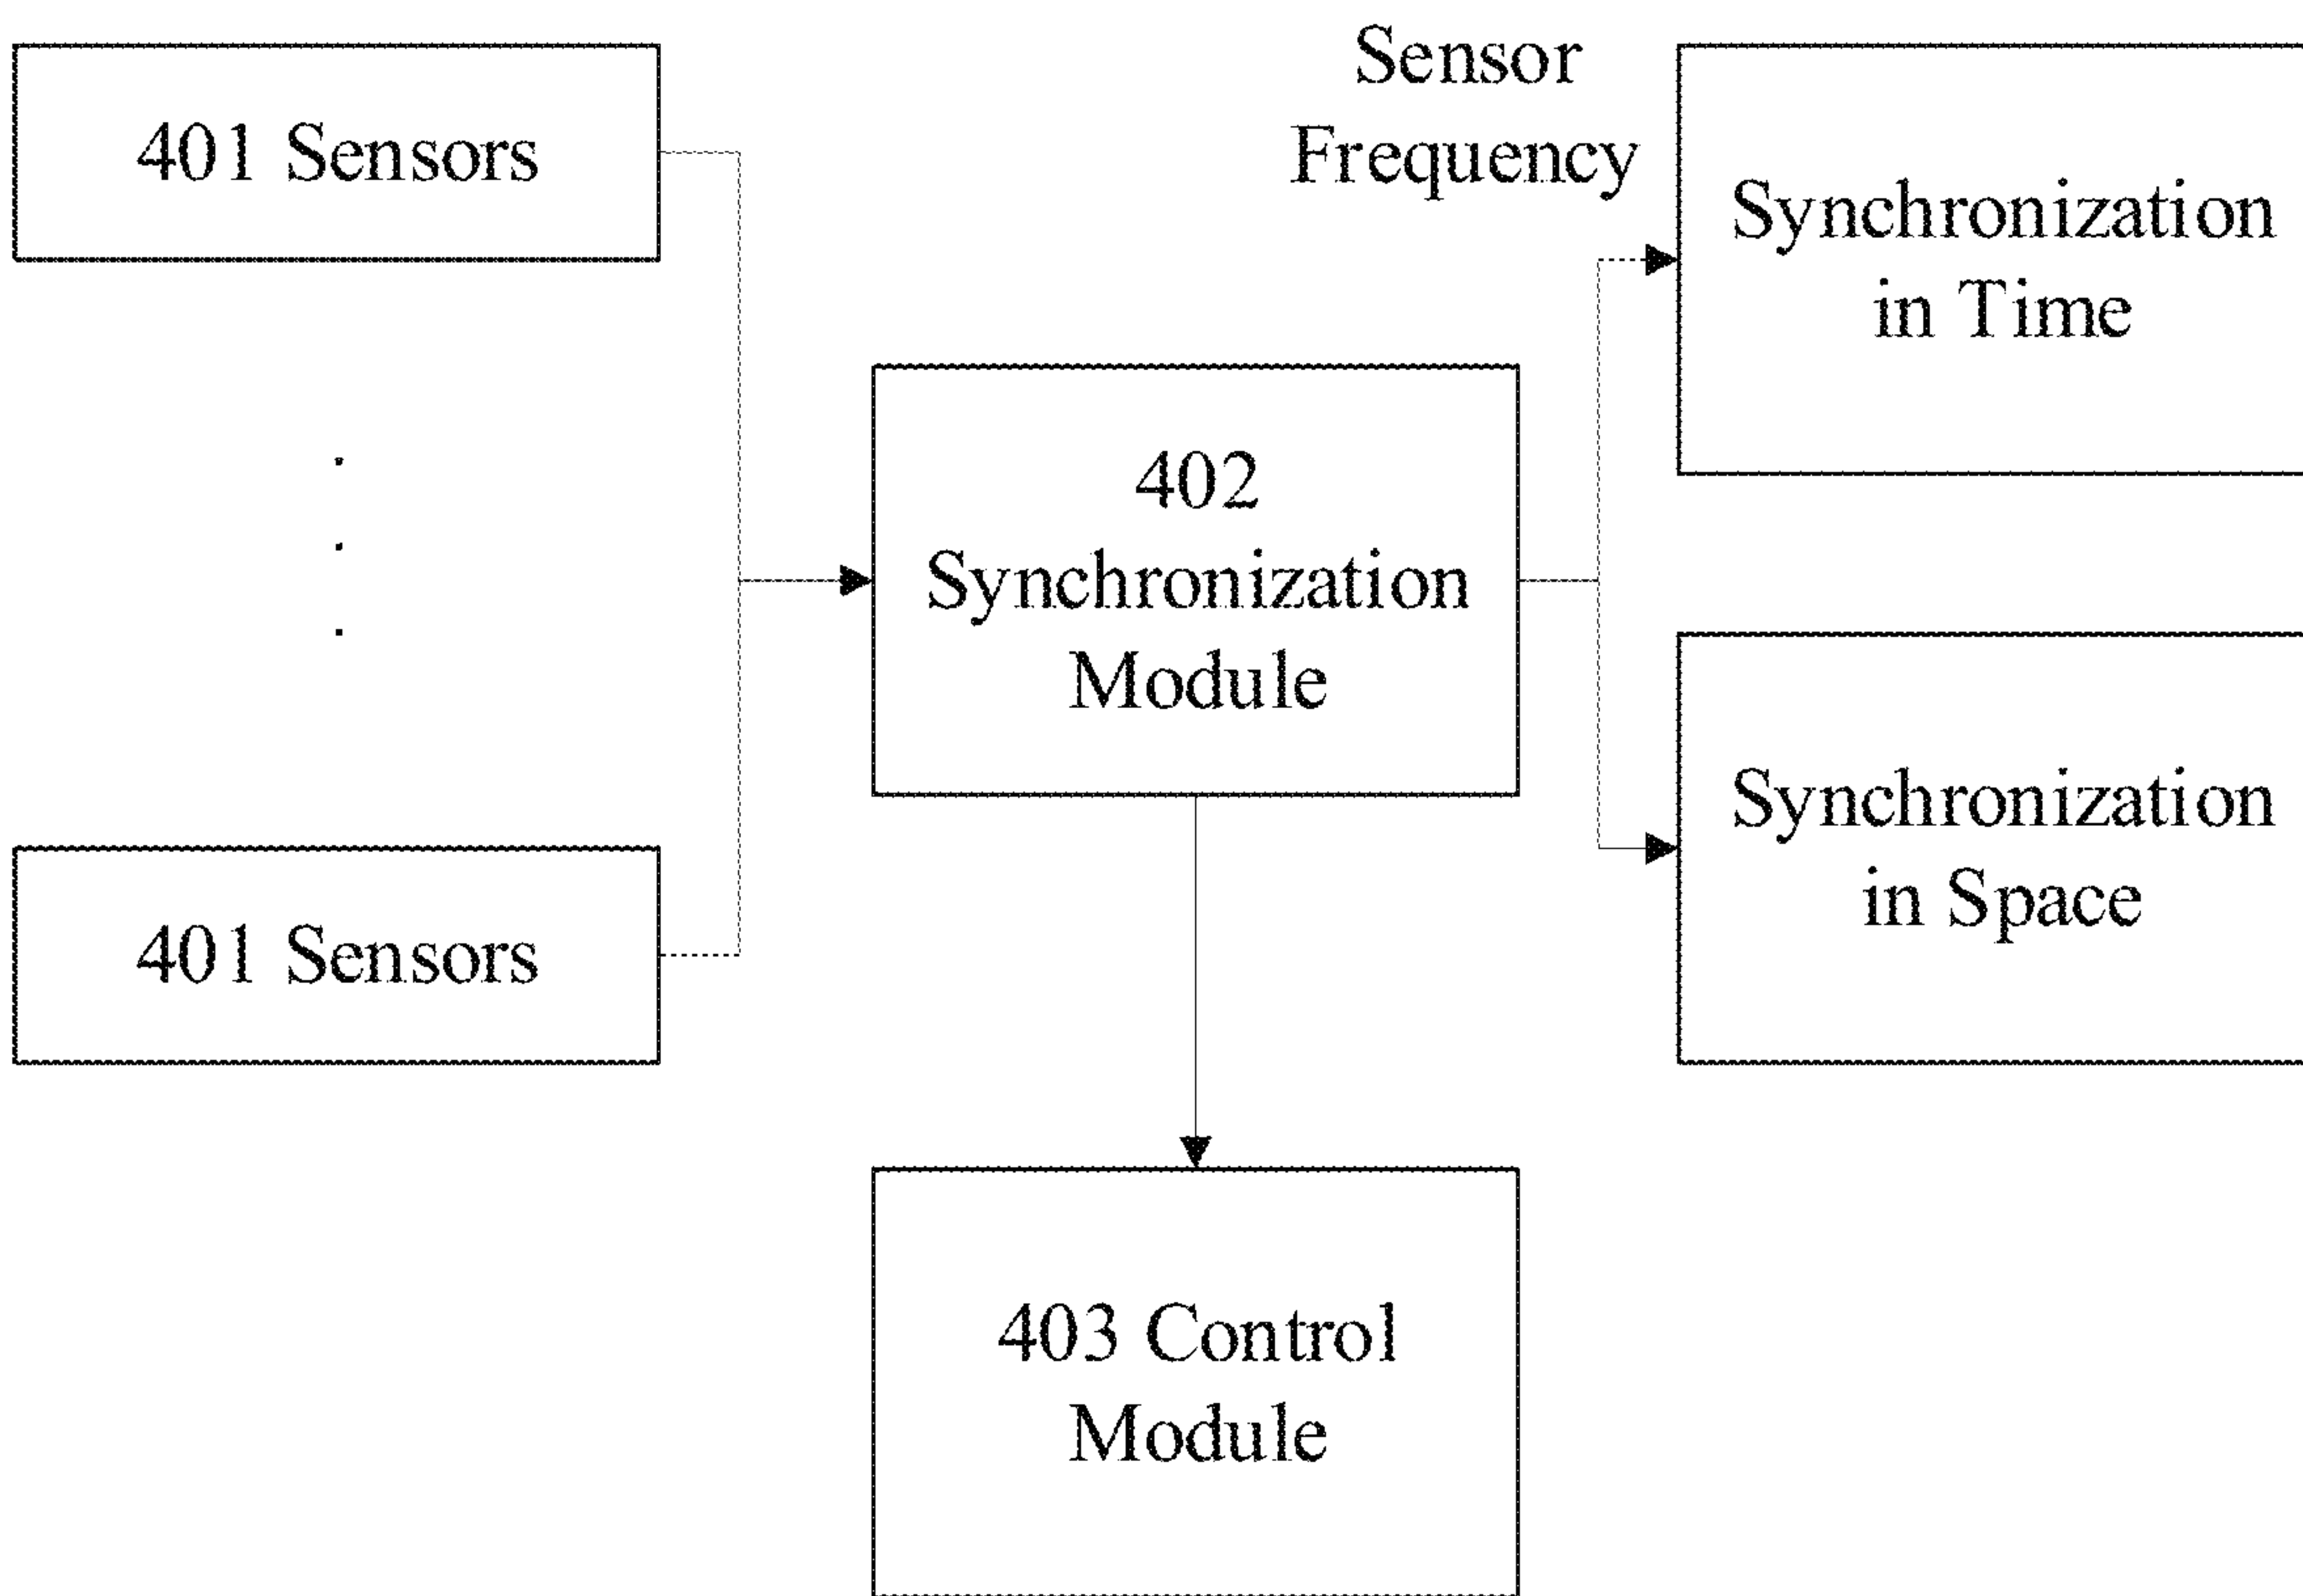 401 Sensors
.
.
.
401 Sensors
402
Synchronization
Module
403 Control
Module
Sensor
Frequency
Synchronization
in Time
Synchronization
in Space